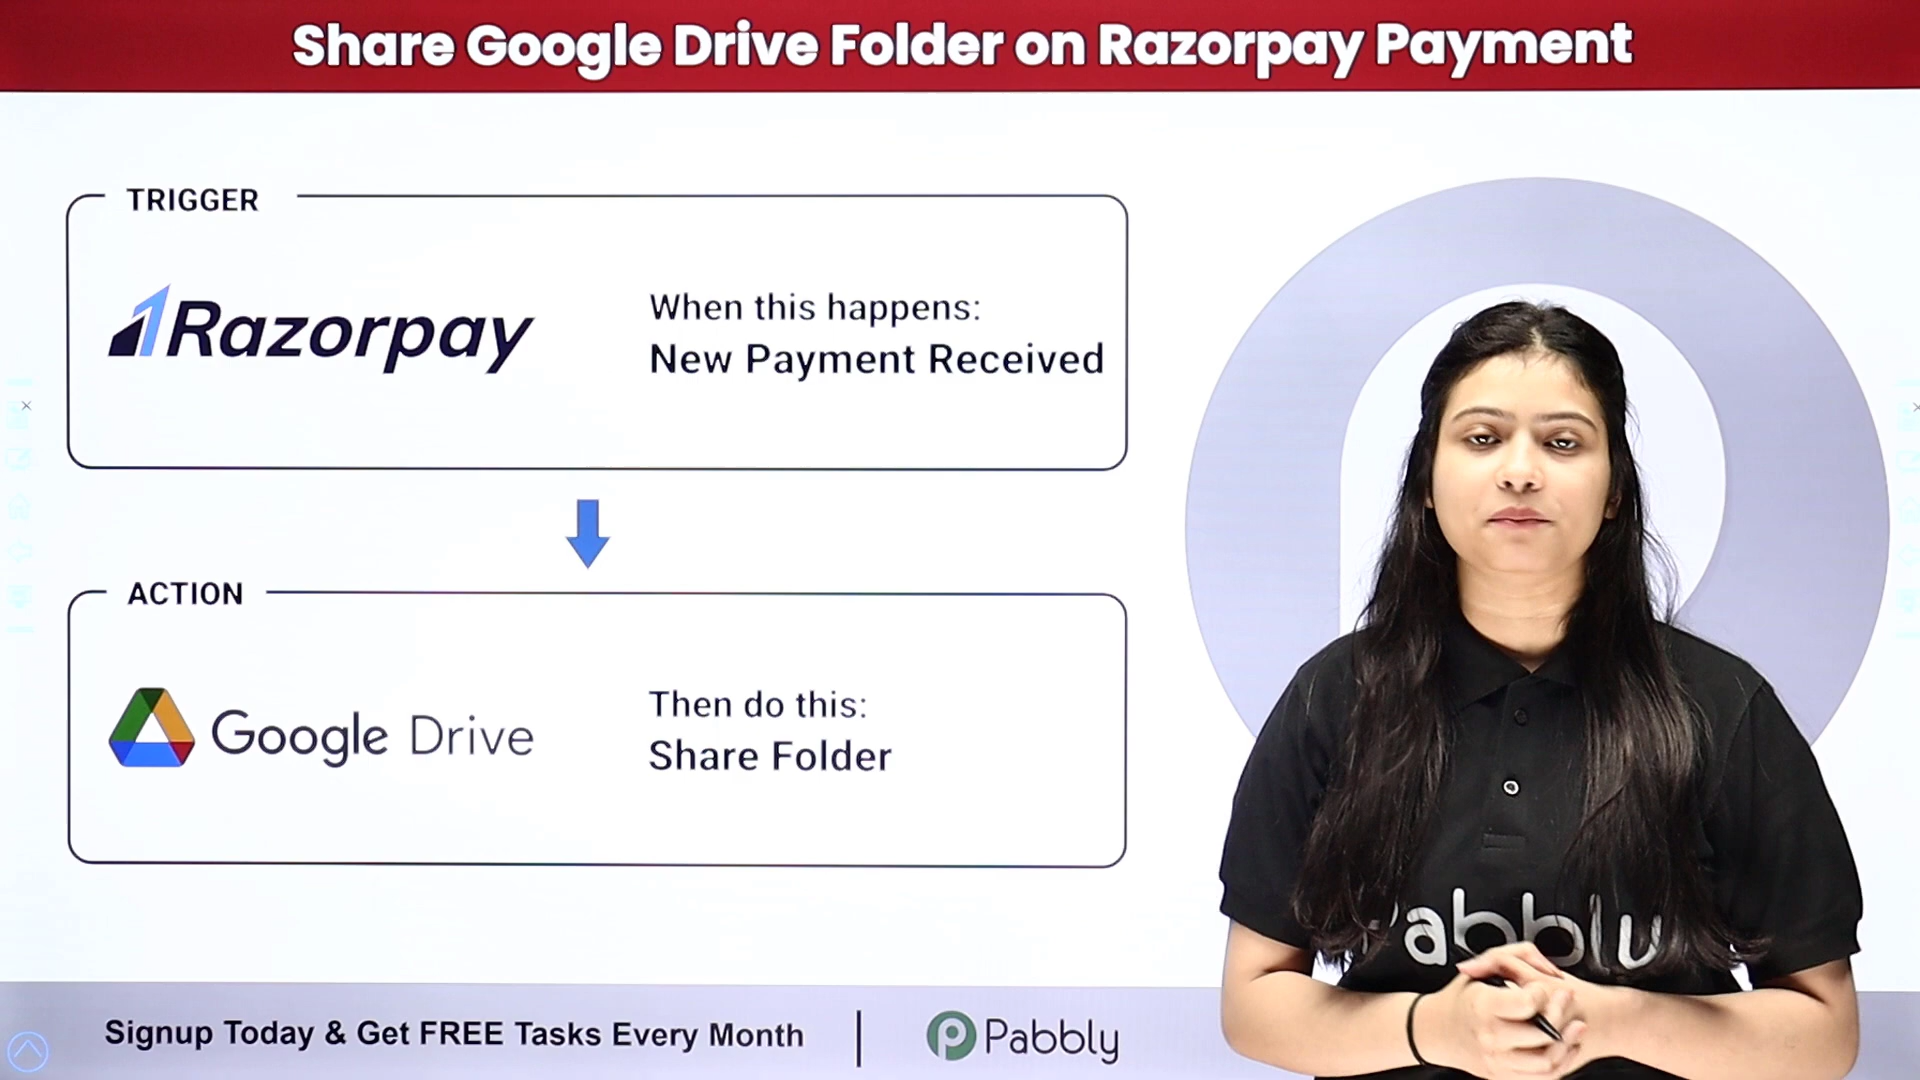 Share Google Drive Folder on Razorpay Payment
TRIGGER
Razorpay
When this happens:
New Payment Received
ACTION
Google Drive
Then do this:
Share Folder
Pabbly
Signup Today & Get FREE Tasks Every Month
Pabbly